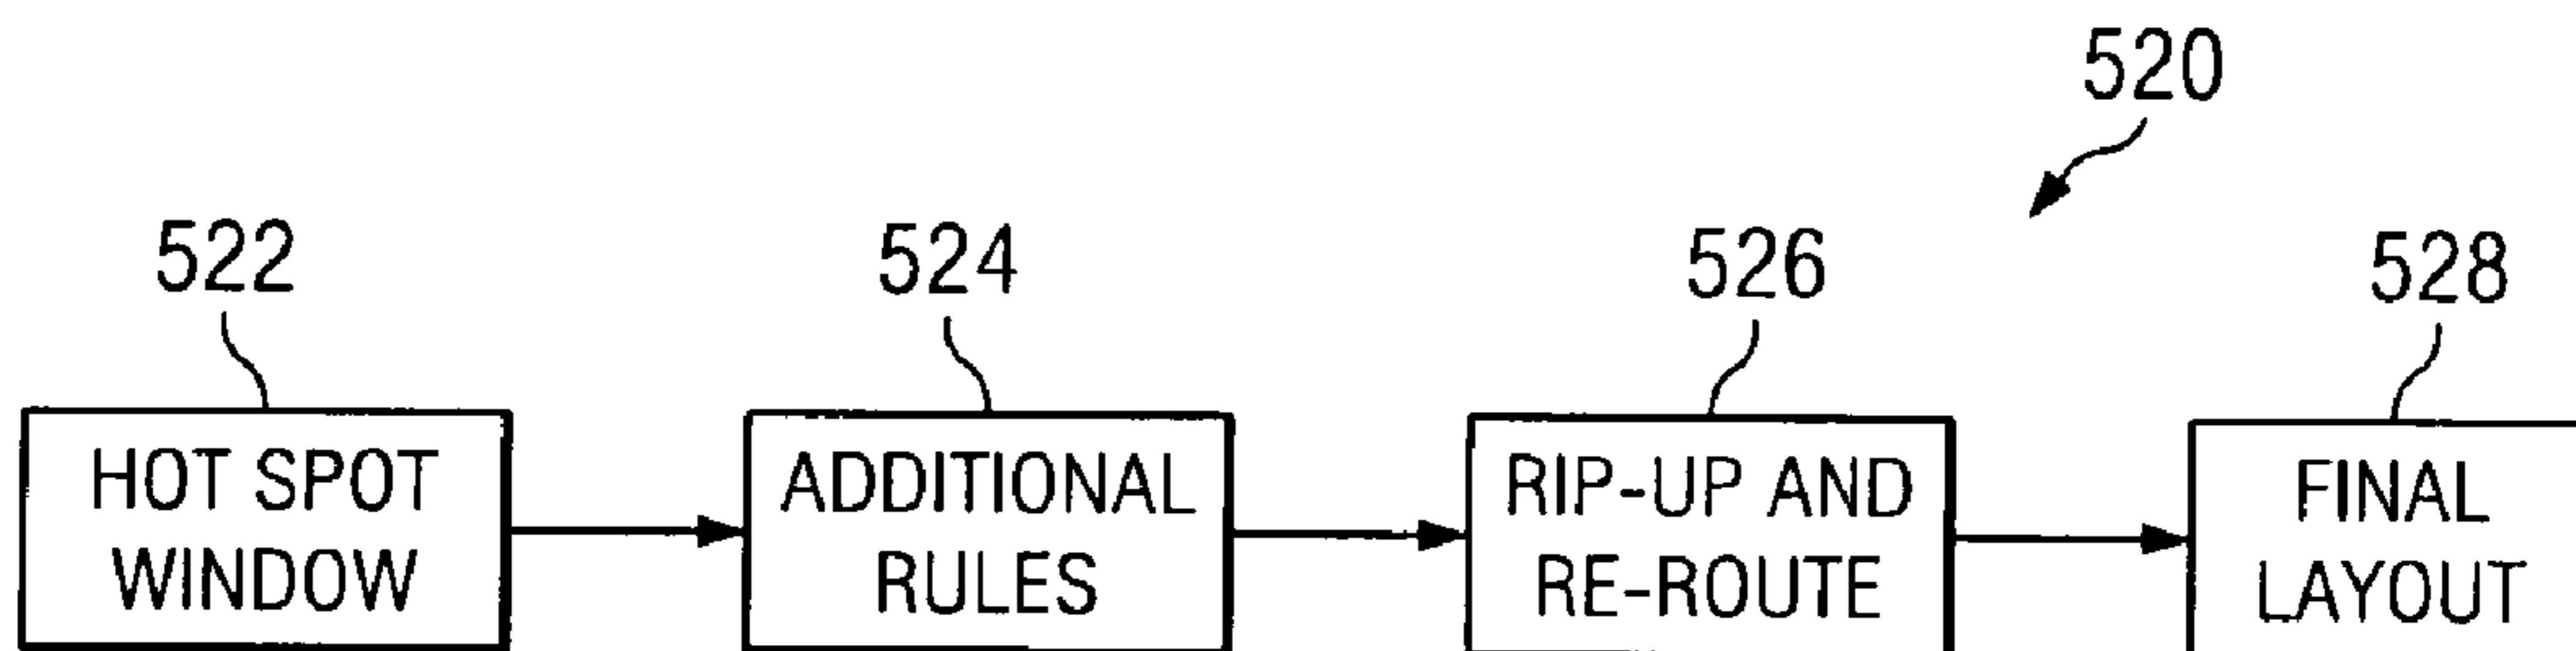 520
522
524
526
528
HOT SPOT
WINDOW
ADDITIONAL
RULES
RIP-UP AND
RE-ROUTE
FINAL
LAYOUT